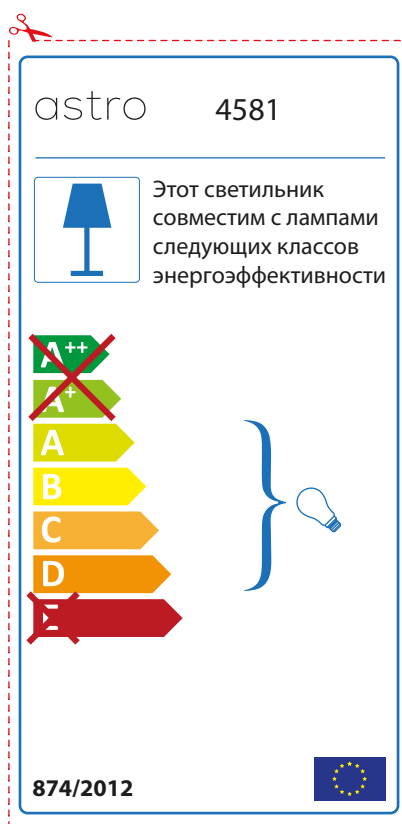 astro 4581
Этот светильник
совместим с лампами
следующих классов
энергоэффективности
A++
A+
A
B
C
D
E
874/2012